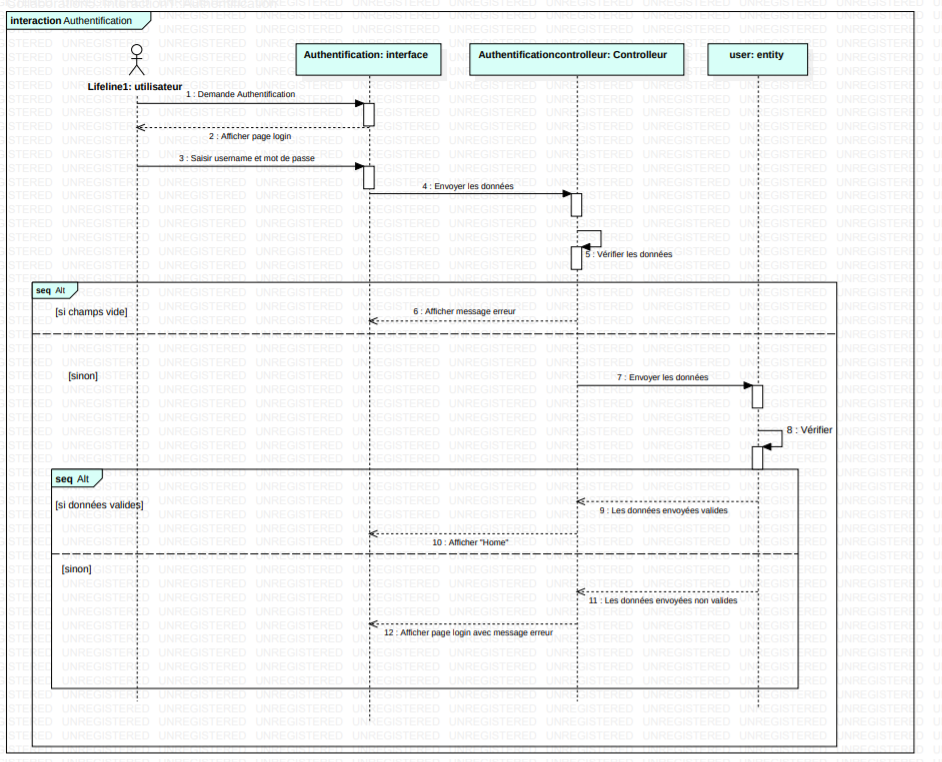 interaction Authentification
Authentification: interface
Authentificationcontrolleur: Controlleur
user: entity
Lifeline1: utilisateur
1 : Demande Authentification
2 : Afficher page login
3 : Saisir username et mot de passe
4 : Envoyer les données
5 : Vérifier les données
seq Alt
[si champs vide]
6 : Afficher message erreur
[sinon]
7 : Envoyer les données
8 : Vérifier
seq Alt
[si données valides]
9 : Les données envoyées valides
10 : Afficher "Home"
[sinon]
11 : Les données envoyées non valides
12 : Afficher page login avec message erreur
UNREGISTERED